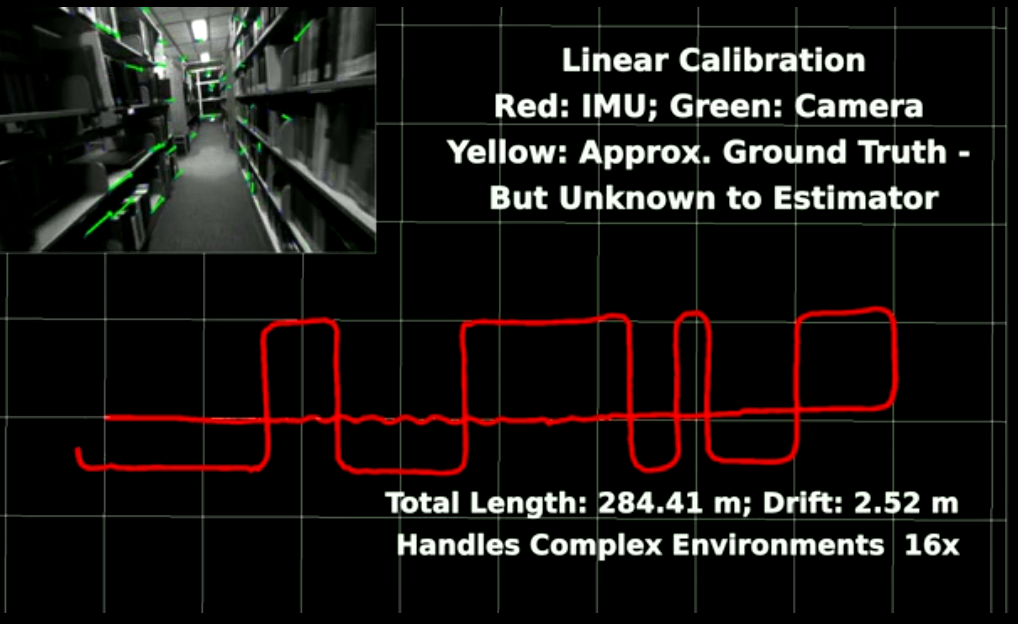 Linear Calibration
Red: IMU; Green: Camera
Yellow: Approx. Ground Truth -
But Unknown to Estimator
Total Length: 284.41 m; Drift: 2.52 m
Handles Complex Environments  16x